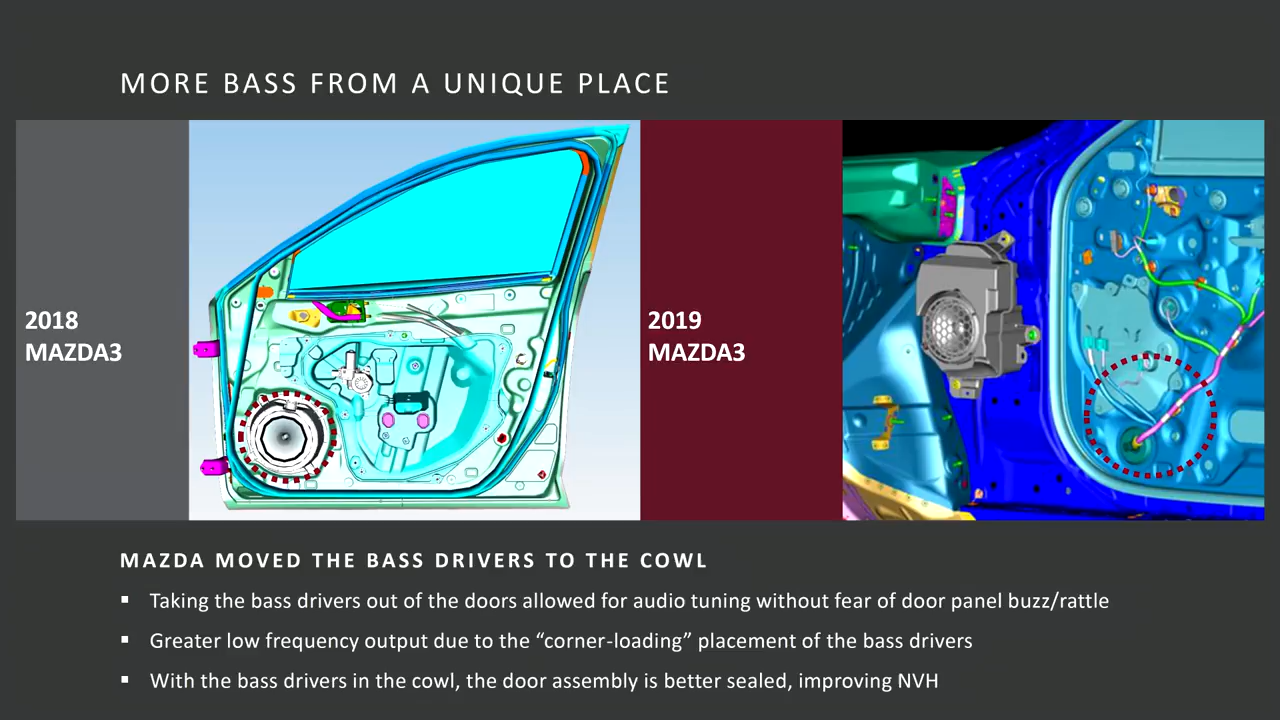 MORE BASS FROM A UNIQUE PLACE
2018
MAZDA3
2019
MAZDA3
MAZDA MOVED THE BASS DRIVERS TO THE COWL
▪ Taking the bass drivers out of the doors allowed for audio tuning without fear of door panel buzz/rattle
▪ Greater low frequency output due to the “corner-loading” placement of the bass drivers
▪ With the bass drivers in the cowl, the door assembly is better sealed, improving NVH